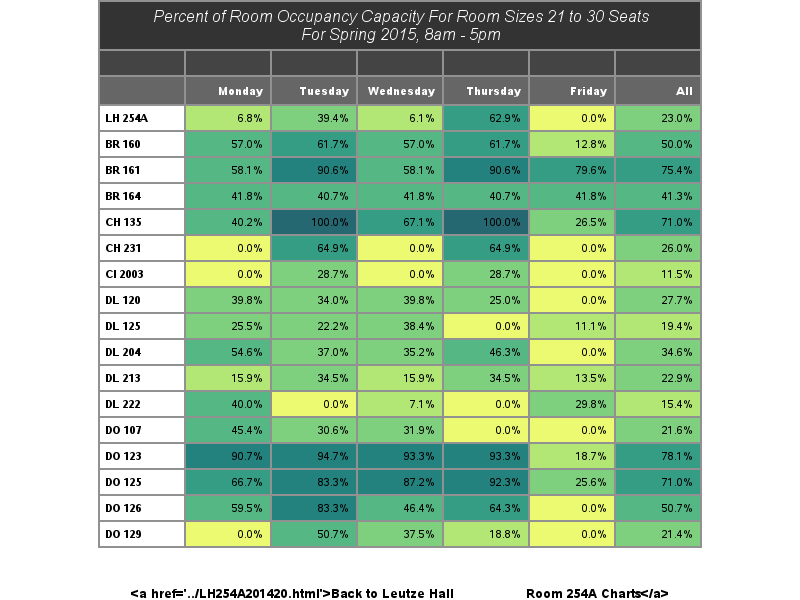 Percent of Room Occupancy Capacity For Room Sizes 21 to 30 Seats
For Spring 2015, 8am - 5pm
Monday Tuesday Wednesday Thursday Friday All
LH 254A 6.8% 39.4% 6.1% 62.9% 0.0% 23.0%
BR 160 57.0% 61.7% 57.0% 61.7% 12.8% 50.0%
BR 161 58.1% 90.6% 58.1% 90.6% 79.6% 75.4%
BR 164 41.8% 40.7% 41.8% 40.7% 41.8% 41.3%
CH 135 40.2% 100.0% 67.1% 100.0% 26.5% 71.0%
CH 231 0.0% 64.9% 0.0% 64.9% 0.0% 26.0%
CI 2003 0.0% 28.7% 0.0% 28.7% 0.0% 11.5%
DL 120 39.8% 34.0% 39.8% 25.0% 0.0% 27.7%
DL 125 25.5% 22.2% 38.4% 0.0% 11.1% 19.4%
DL 204 54.6% 37.0% 35.2% 46.3% 0.0% 34.6%
DL 213 15.9% 34.5% 15.9% 34.5% 13.5% 22.9%
DL 222 40.0% 0.0% 7.1% 0.0% 29.8% 15.4%
DO 107 45.4% 30.6% 31.9% 0.0% 0.0% 21.6%
DO 123 90.7% 94.7% 93.3% 93.3% 18.7% 78.1%
DO 125 66.7% 83.3% 87.2% 92.3% 25.6% 71.0%
DO 126 59.5% 83.3% 46.4% 64.3% 0.0% 50.7%
DO 129 0.0% 50.7% 37.5% 18.8% 0.0% 21.4%
<a href='../LH254A201420.html'>Back to Leutze Hall Room 254A Charts</a>